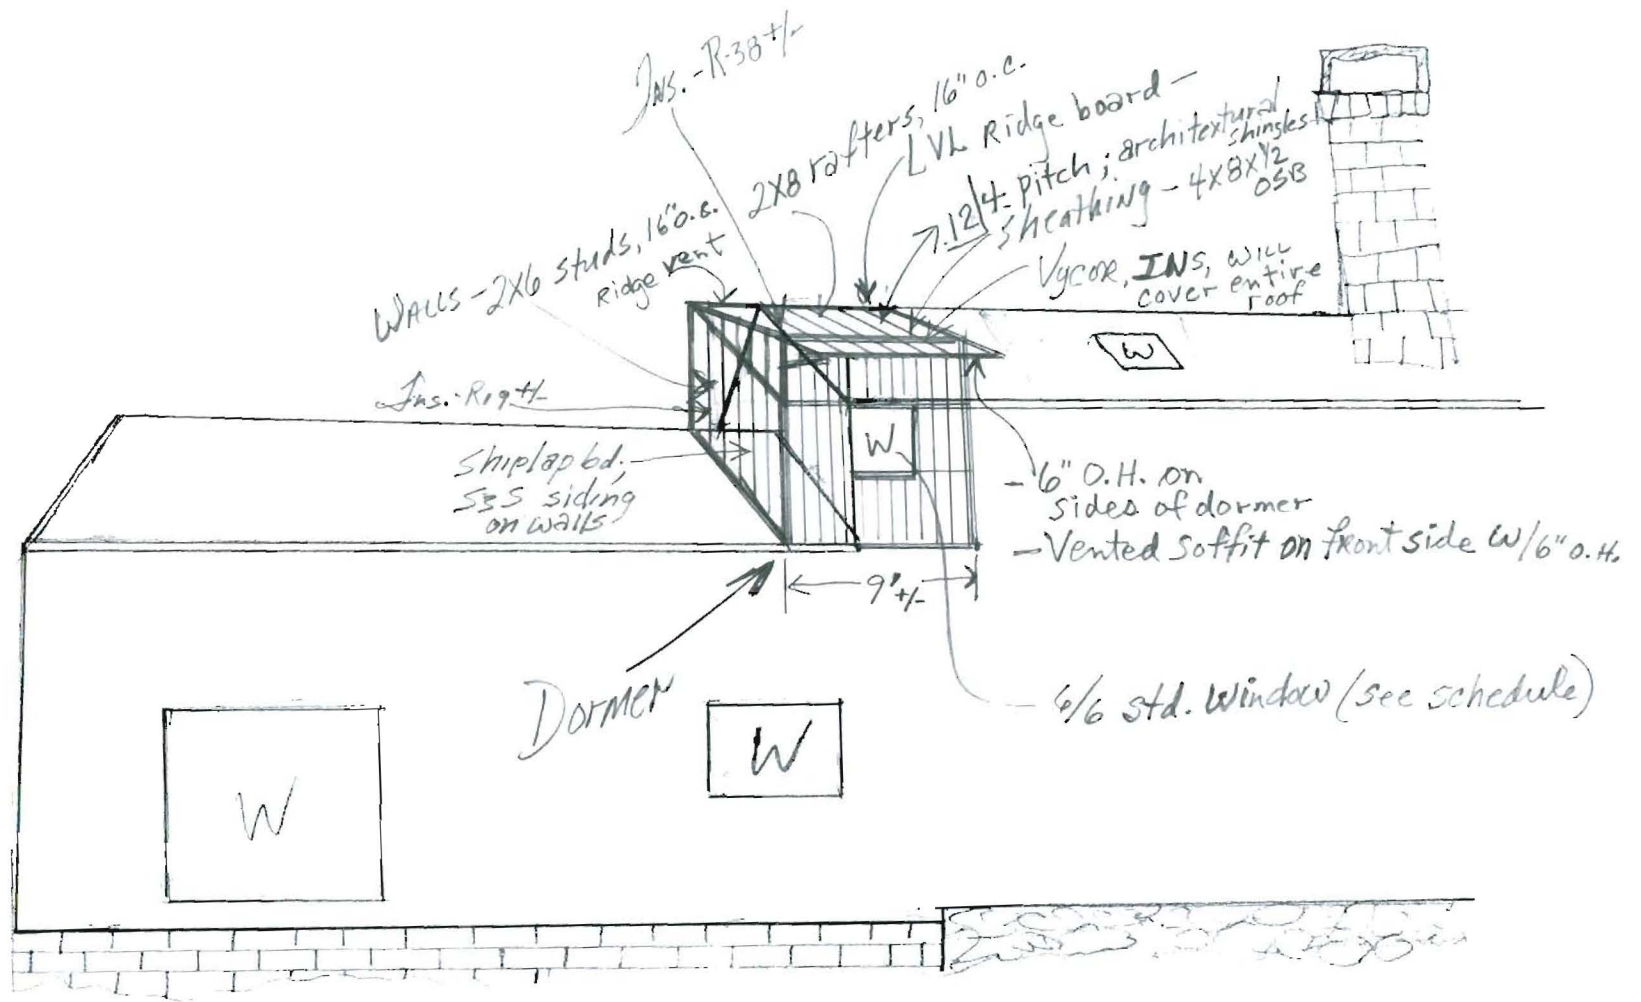 Ins. - R-38 +/-
2x8 rafters, 16" o.c.
LVL Ridge board -
12/4 pitch; architextural
shingles
sheathing - 4x8x1/2
OSB
Walls - 2x6 studs, 16" o.c.
Ridge vent
Vycor, INS, will
cover entire
roof
W
Ins. - R19 +/-
Shiplap bd.,
S3S siding
on walls
W
- 6" O.H. on
sides of dormer
- Vented soffit on front side w/6" O.H.
9' +/-
Dormer
6/6 std. window (see schedule)
W
W